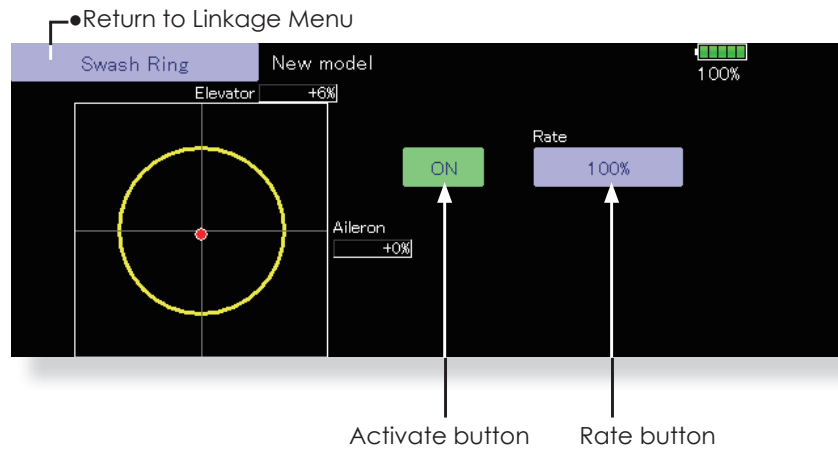 ●Return to Linkage Menu
Swash Ring
New model
100%
Elevator +6%
Rate
ON
100%
Aileron
+0%
Activate button
Rate button